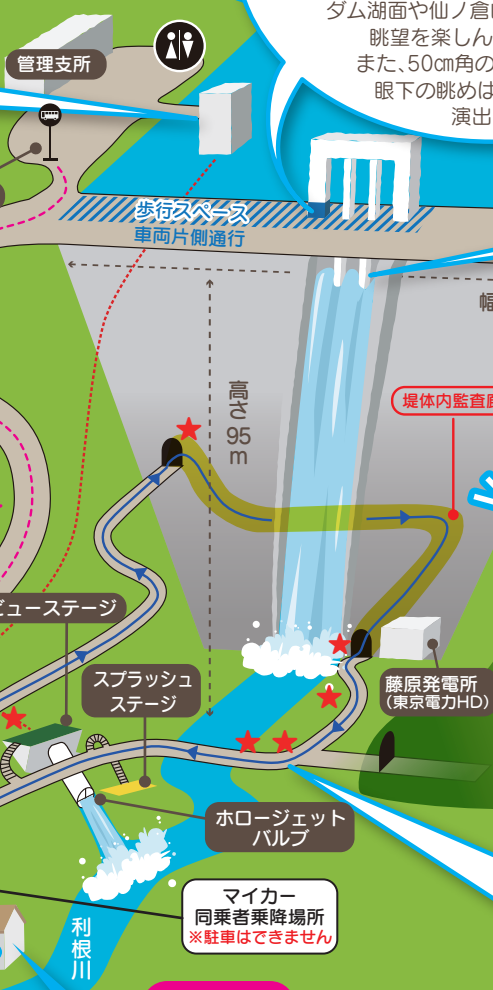 ダム湖面や仙ノ倉
眺望を楽しん
また、50cm角の
眼下の眺めは
演出
管理支所
歩行スペース
車両片側通行
幅
高さ95m
堤体内監査廊
ビューステージ
スプラッシュ
ステージ
藤原発電所
(東京電力HD)
ホロージェット
バルブ
マイカー
同乗者乗降場所
※駐車はできません
利根川